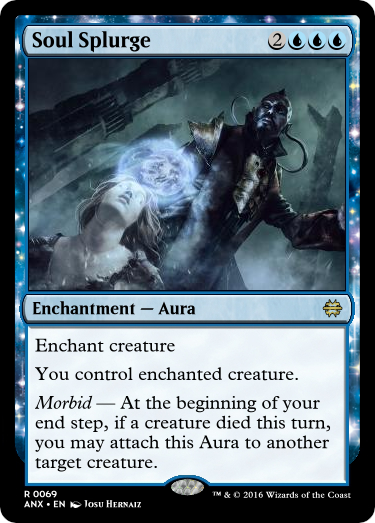 Soul Splurge 2
Enchantment — Aura
Enchant creature
You control enchanted creature.
Morbid — At the beginning of your
end step, if a creature died this turn,
you may attach this Aura to another
target creature.
R 0069
ANX • EN Josu Hernaiz
™ & © 2016 Wizards of the Coast